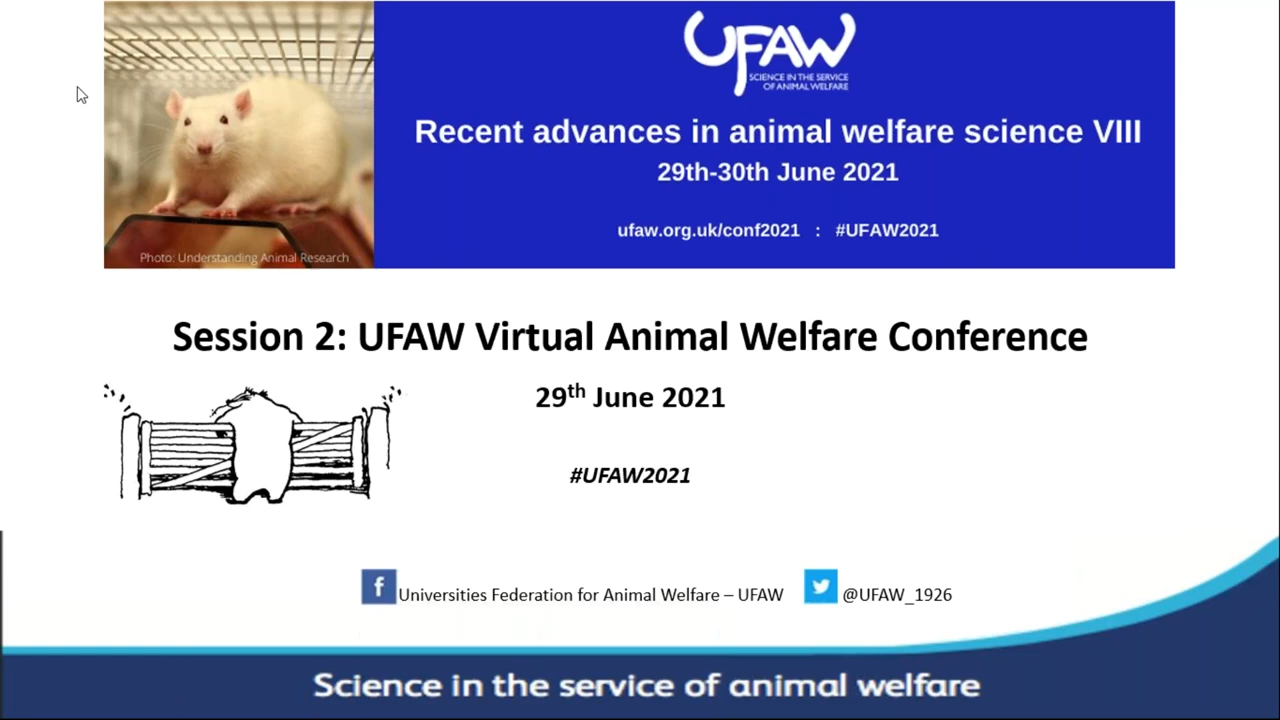 UFAW
SCIENCE IN THE SERVICE
OF ANIMAL WELFARE
Recent advances in animal welfare science VIII
29th-30th June 2021
ufaw.org.uk/conf2021 : #UFAW2021
Photo: Understanding Animal Research
Session 2: UFAW Virtual Animal Welfare Conference
29th June 2021
#UFAW2021
f Universities Federation for Animal Welfare – UFAW @UFAW_1926
Science in the service of animal welfare